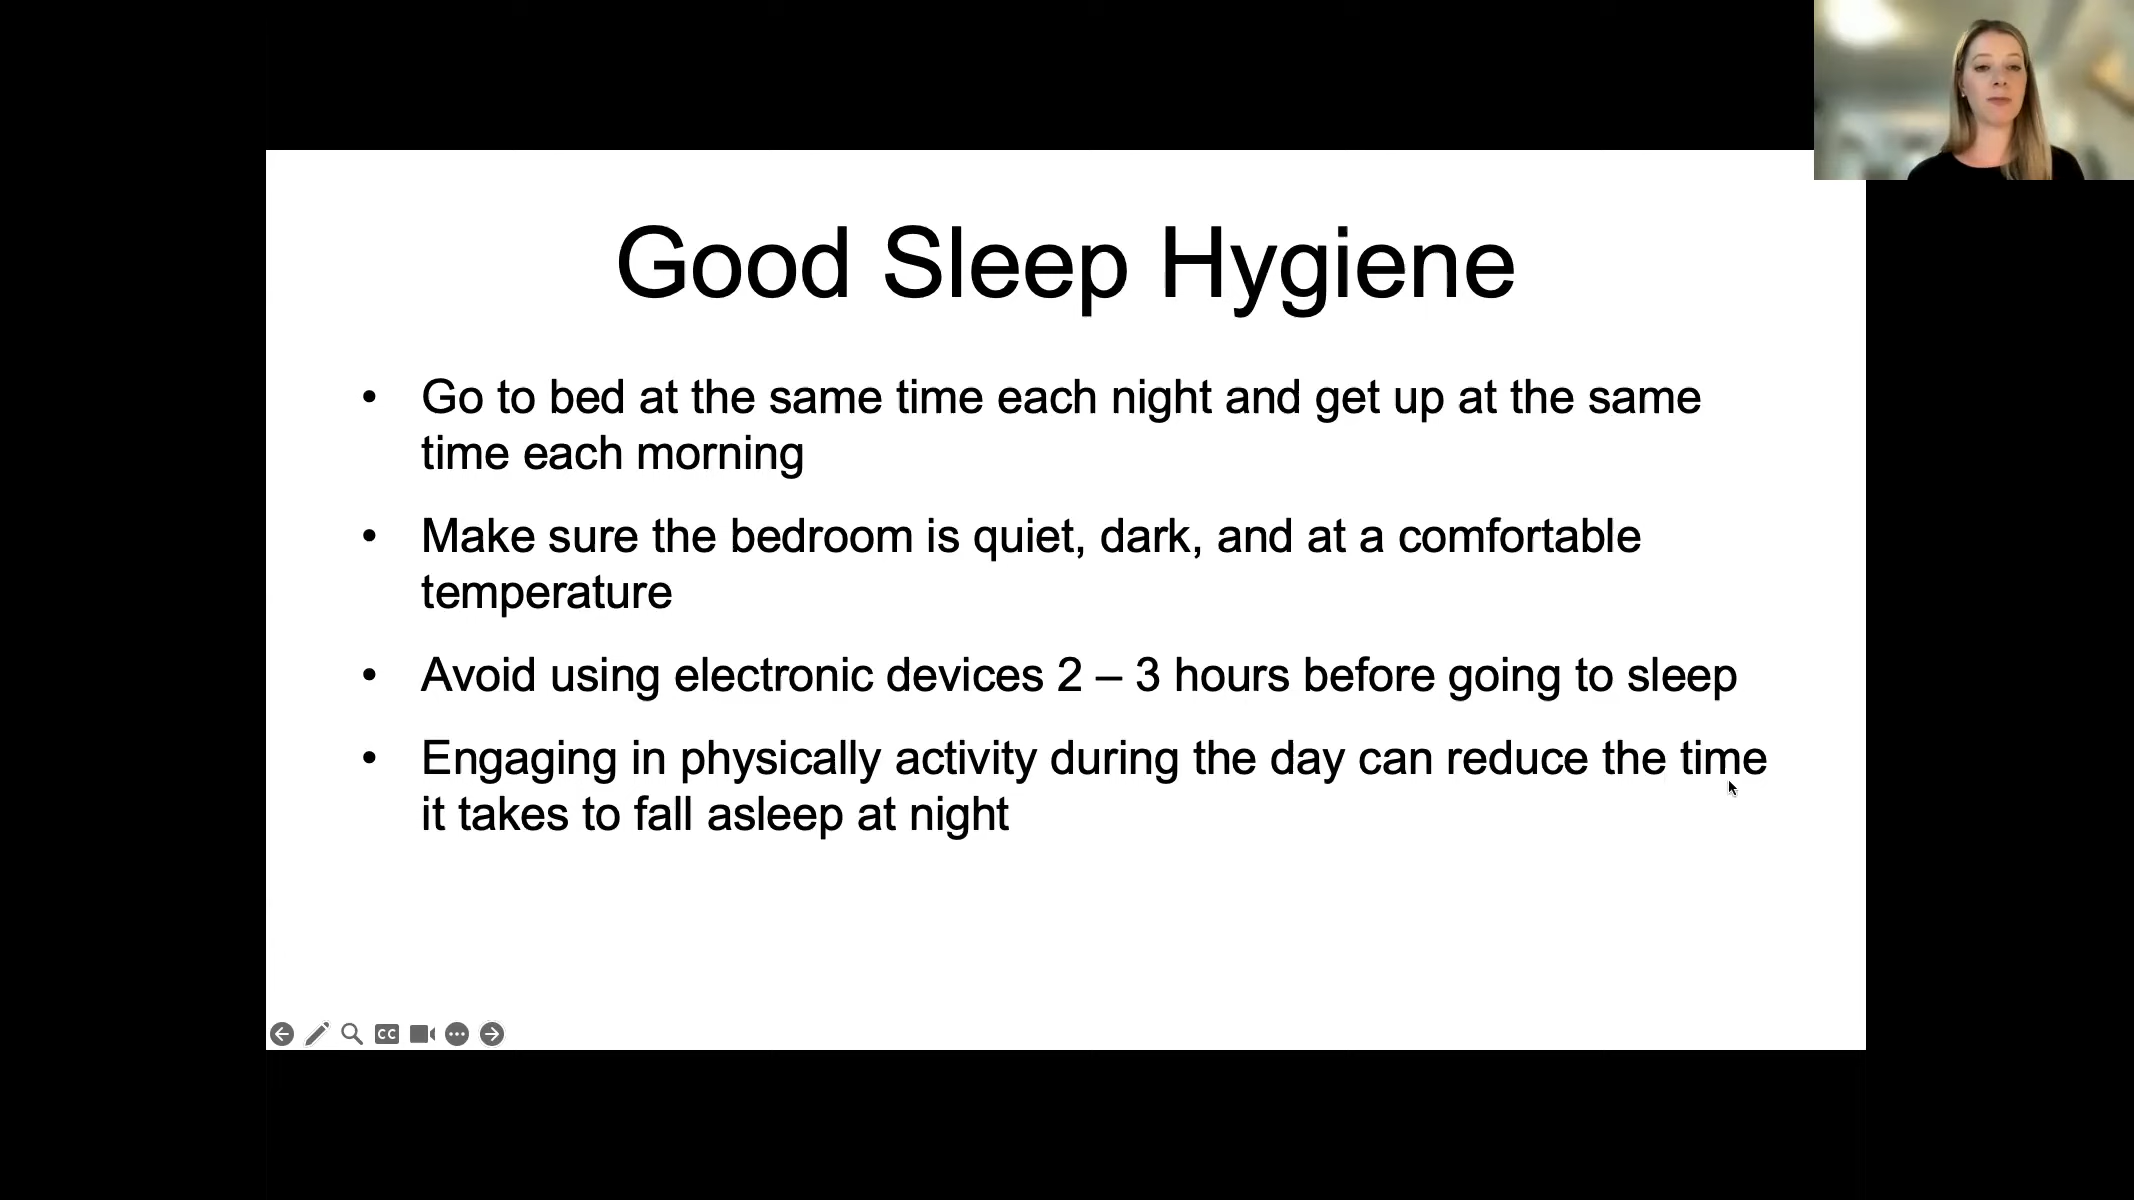 Good Sleep Hygiene
• Go to bed at the same time each night and get up at the same
time each morning
• Make sure the bedroom is quiet, dark, and at a comfortable
temperature
• Avoid using electronic devices 2 – 3 hours before going to sleep
• Engaging in physically activity during the day can reduce the time
it takes to fall asleep at night
CC